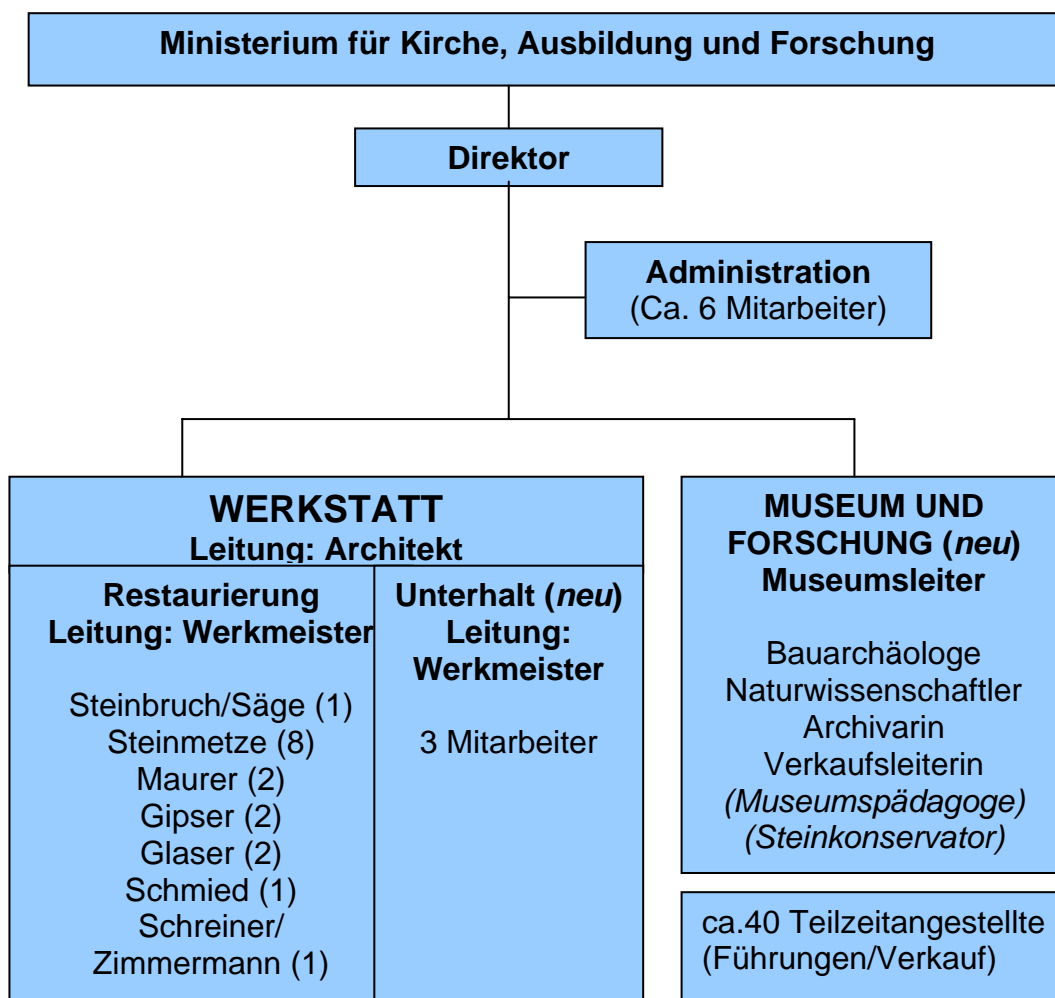 Ministerium für Kirche, Ausbildung und Forschung
Direktor
Administration
(Ca. 6 Mitarbeiter)
WERKSTATT
Leitung: Architekt
Restaurierung
Leitung: Werkmeister
Steinbruch/Säge (1)
Steinmetze (8)
Maurer (2)
Gipser (2)
Glaser (2)
Schmied (1)
Schreiner/
Zimmermann (1)
Unterhalt (neu)
Leitung:
Werkmeister
3 Mitarbeiter
MUSEUM UND
FORSCHUNG (neu)
Museumsleiter
Bauarchäologe
Naturwissenschaftler
Archivarin
Verkaufsleiterin
(Museumspädagoge)
(Steinkonservator)
ca.40 Teilzeitangestellte
(Führungen/Verkauf)